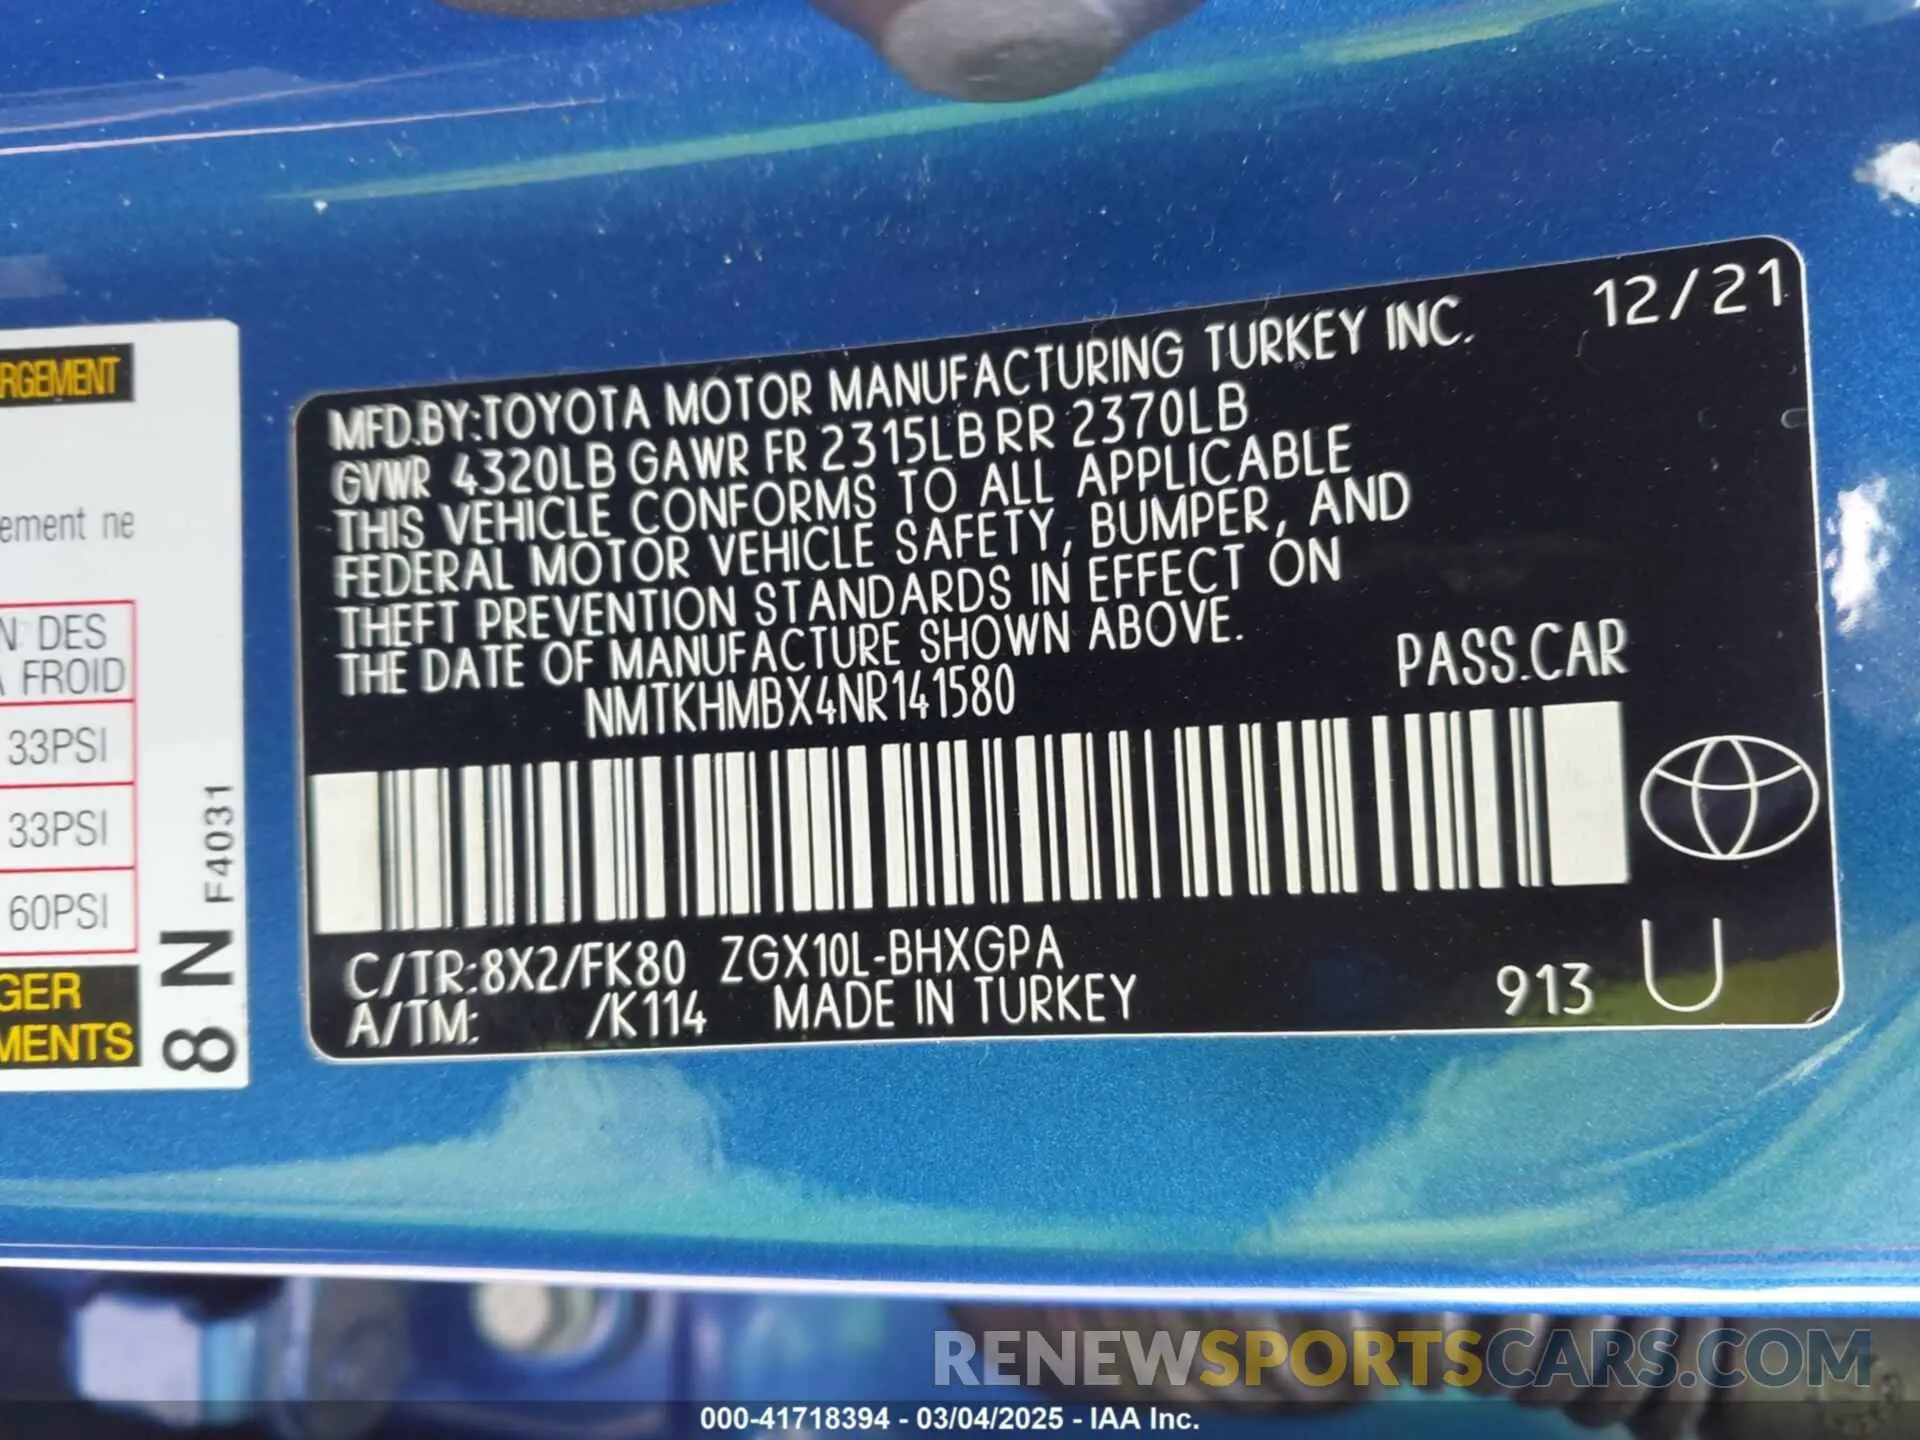 RGEMENT
ement ne
N DES
A FROID
33PSI
33PSI
60PSI
GER
MENTS
8 N F4031
12/21
MFD.BY:TOYOTA MOTOR MANUFACTURING TURKEY INC.
GVWR 4320LB GAWR FR 2315LB RR 2370LB
THIS VEHICLE CONFORMS TO ALL APPLICABLE
FEDERAL MOTOR VEHICLE SAFETY, BUMPER, AND
THEFT PREVENTION STANDARDS IN EFFECT ON
THE DATE OF MANUFACTURE SHOWN ABOVE.
NMTKHMBX4NR141580
PASS.CAR
C/TR:8X2/FK80 ZGX10L-BHXGPA
A/TM: /K114 MADE IN TURKEY
913 U
RENEWSPORTSCARS.COM
000-41718394 - 03/04/2025 - IAA Inc.